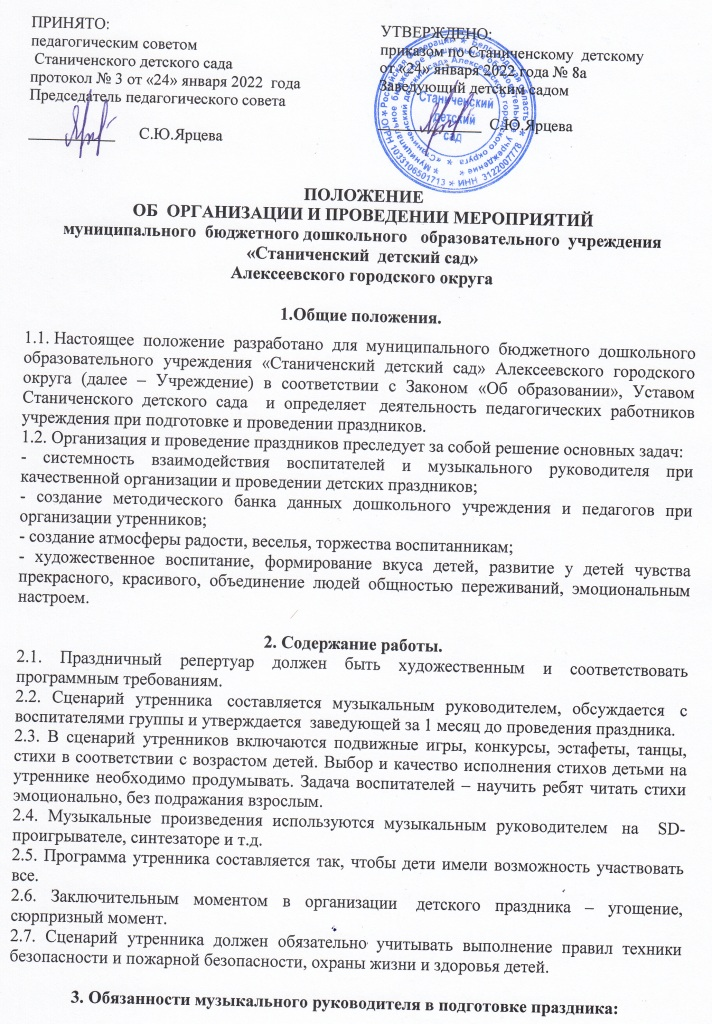 ПРИНЯТО:
педагогическим советом
Станиченского детского сада
протокол № 3 от «24» января 2022 года
Председатель педагогического совета
С.Ю.Ярцева
УТВЕРЖДЕНО:
приказом по Станиченскому детскому
от «24» января 2022 года № 8а
Заведующий детским садом
С.Ю.Ярцева
Станиченский
детский
сад
ИНН 3122007778
ПОЛОЖЕНИЕ
ОБ ОРГАНИЗАЦИИ И ПРОВЕДЕНИИ МЕРОПРИЯТИЙ
муниципального бюджетного дошкольного образовательного учреждения
«Станиченский детский сад»
Алексеевского городского округа
1.Общие положения.
1.1. Настоящее положение разработано для муниципального бюджетного дошкольного
образовательного учреждения «Станиченский детский сад» Алексеевского городского
округа (далее – Учреждение) в соответствии с Законом «Об образовании», Уставом
Станиченского детского сада и определяет деятельность педагогических работников
учреждения при подготовке и проведении праздников.
1.2. Организация и проведение праздников преследует за собой решение основных задач:
- системность взаимодействия воспитателей и музыкального руководителя при
качественной организации и проведении детских праздников;
- создание методического банка данных дошкольного учреждения и педагогов при
организации утренников;
- создание атмосферы радости, веселья, торжества воспитанникам;
- художественное воспитание, формирование вкуса детей, развитие у детей чувства
прекрасного, красивого, объединение людей общностью переживаний, эмоциональным
настроем.
2. Содержание работы.
2.1. Праздничный репертуар должен быть художественным и соответствовать
программным требованиям.
2.2. Сценарий утренника составляется музыкальным руководителем, обсуждается с
воспитателями группы и утверждается заведующей за 1 месяц до проведения праздника.
2.3. В сценарий утренников включаются подвижные игры, конкурсы, эстафеты, танцы,
стихи в соответствии с возрастом детей. Выбор и качество исполнения стихов детьми на
утреннике необходимо продумывать. Задача воспитателей – научить ребят читать стихи
эмоционально, без подражания взрослым.
2.4. Музыкальные произведения используются музыкальным руководителем на SD-
проигрывателе, синтезаторе и т.д.
2.5. Программа утренника составляется так, чтобы дети имели возможность участвовать
все.
2.6. Заключительным моментом в организации детского праздника – угощение,
сюрпризный момент.
2.7. Сценарий утренника должен обязательно учитывать выполнение правил техники
безопасности и пожарной безопасности, охраны жизни и здоровья детей.
3. Обязанности музыкального руководителя в подготовке праздника: